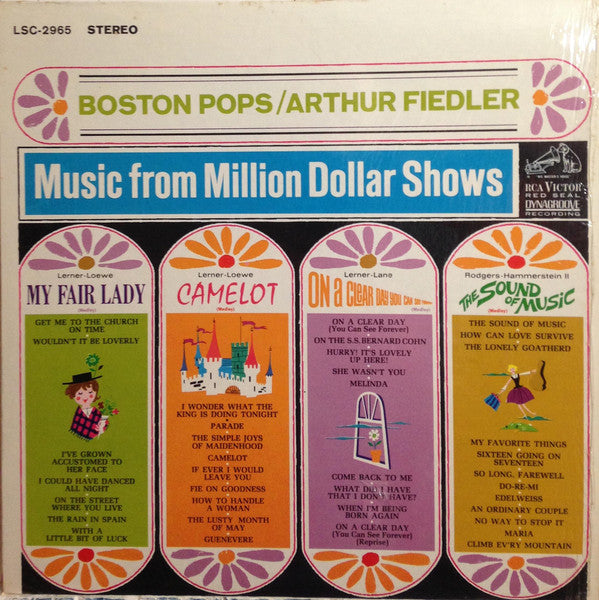 LSC-2965 STEREO
BOSTON POPS/ARTHUR FIEDLER
Music from Million Dollar Shows
"HIS MASTER'S VOICE"
RCA VICTOR
RED SEAL
DYNAGROOVE
RECORDING
Lerner-Loewe
MY FAIR LADY
(Medley)
GET ME TO THE CHURCH
ON TIME
WOULDN'T IT BE LOVERLY
I'VE GROWN
ACCUSTOMED TO
HER FACE
I COULD HAVE DANCED
ALL NIGHT
ON THE STREET
WHERE YOU LIVE
THE RAIN IN SPAIN
WITH A
LITTLE BIT OF LUCK
Lerner-Loewe
CAMELOT
(Medley)
I WONDER WHAT THE
KING IS DOING TONIGHT
PARADE
THE SIMPLE JOYS
OF MAIDENHOOD
CAMELOT
IF EVER I WOULD
LEAVE YOU
FIE ON GOODNESS
HOW TO HANDLE
A WOMAN
THE LUSTY MONTH
OF MAY
GUENEVERE
Lerner-Lane
ON A CLEAR DAY YOU CAN SEE
(Medley)
ON A CLEAR DAY
(You Can See Forever)
ON THE S.S. BERNARD COHN
HURRY! IT'S LOVELY
UP HERE!
SHE WASN'T YOU
MELINDA
COME BACK TO ME
WHAT DID I HAVE
THAT I DON'T HAVE?
WHEN I'M BEING
BORN AGAIN
ON A CLEAR DAY
(You Can See Forever)
(Reprise)
Rodgers-Hammerstein II
THE SOUND
OF MUSIC
(Medley)
THE SOUND OF MUSIC
HOW CAN LOVE SURVIVE
THE LONELY GOATHERD
MY FAVORITE THINGS
SIXTEEN GOING ON
SEVENTEEN
SO LONG, FAREWELL
DO-RE-MI
EDELWEISS
AN ORDINARY COUPLE
NO WAY TO STOP IT
MARIA
CLIMB EV'RY MOUNTAIN